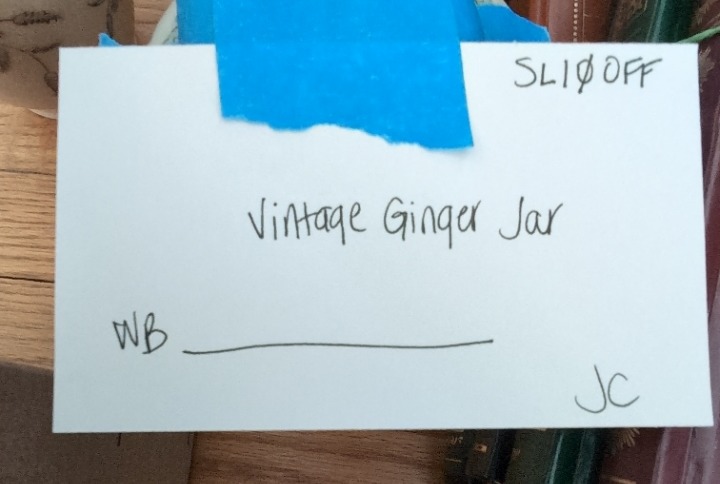 SL10OFF
Vintage Ginger Jar
WB
JC